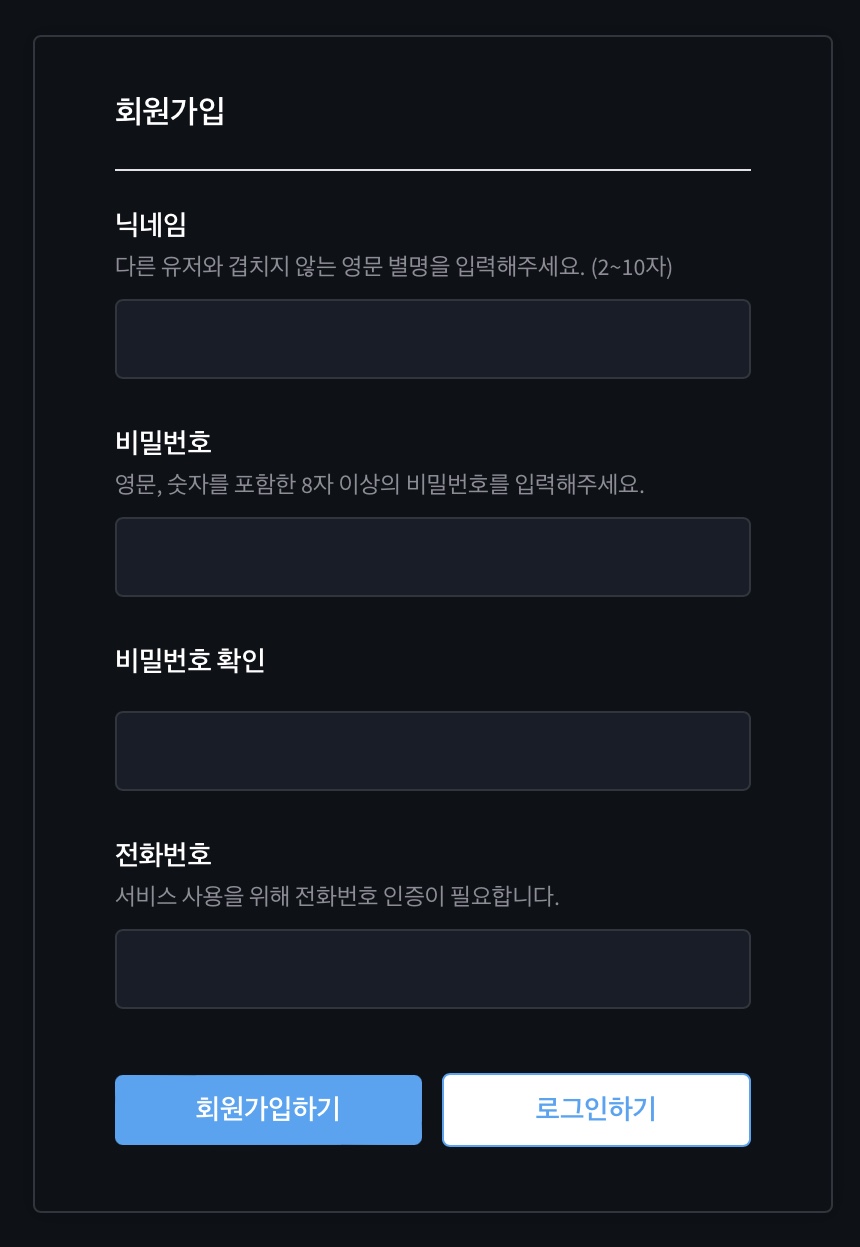 회원가입
닉네임
다른 유저와 겹치지 않는 영문 별명을 입력해주세요. (2~10자)
비밀번호
영문, 숫자를 포함한 8자 이상의 비밀번호를 입력해주세요.
비밀번호 확인
전화번호
서비스 사용을 위해 전화번호 인증이 필요합니다.
회원가입하기
로그인하기